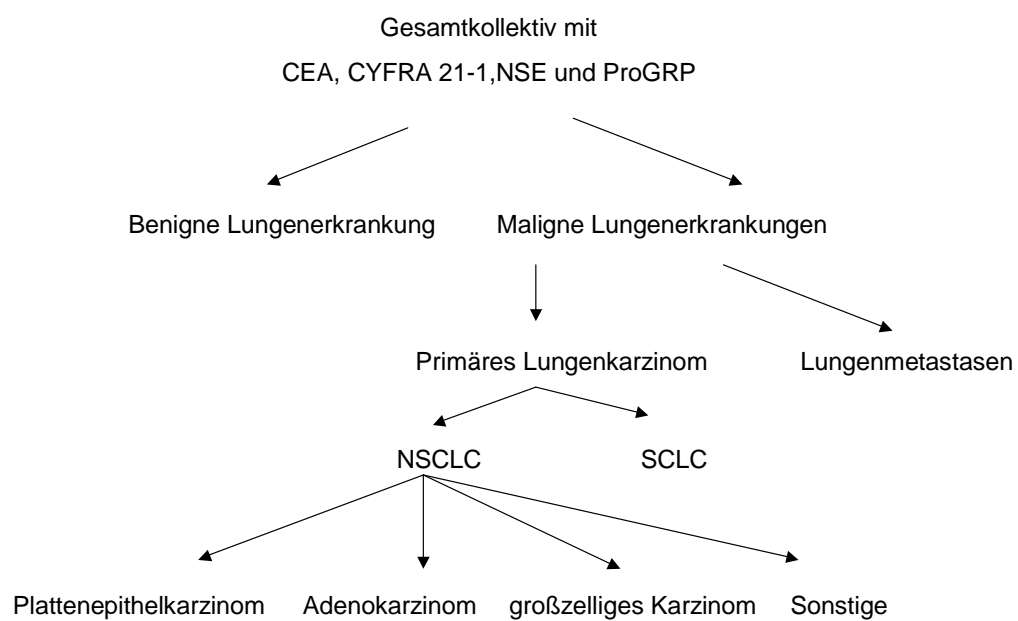 Gesamtkollektiv mit
CEA, CYFRA 21-1,NSE und ProGRP
Benigne Lungenerkrankung Maligne Lungenerkrankungen
Primäres Lungenkarzinom Lungenmetastasen
NSCLC SCLC
Plattenepithelkarzinom Adenokarzinom großzelliges Karzinom Sonstige